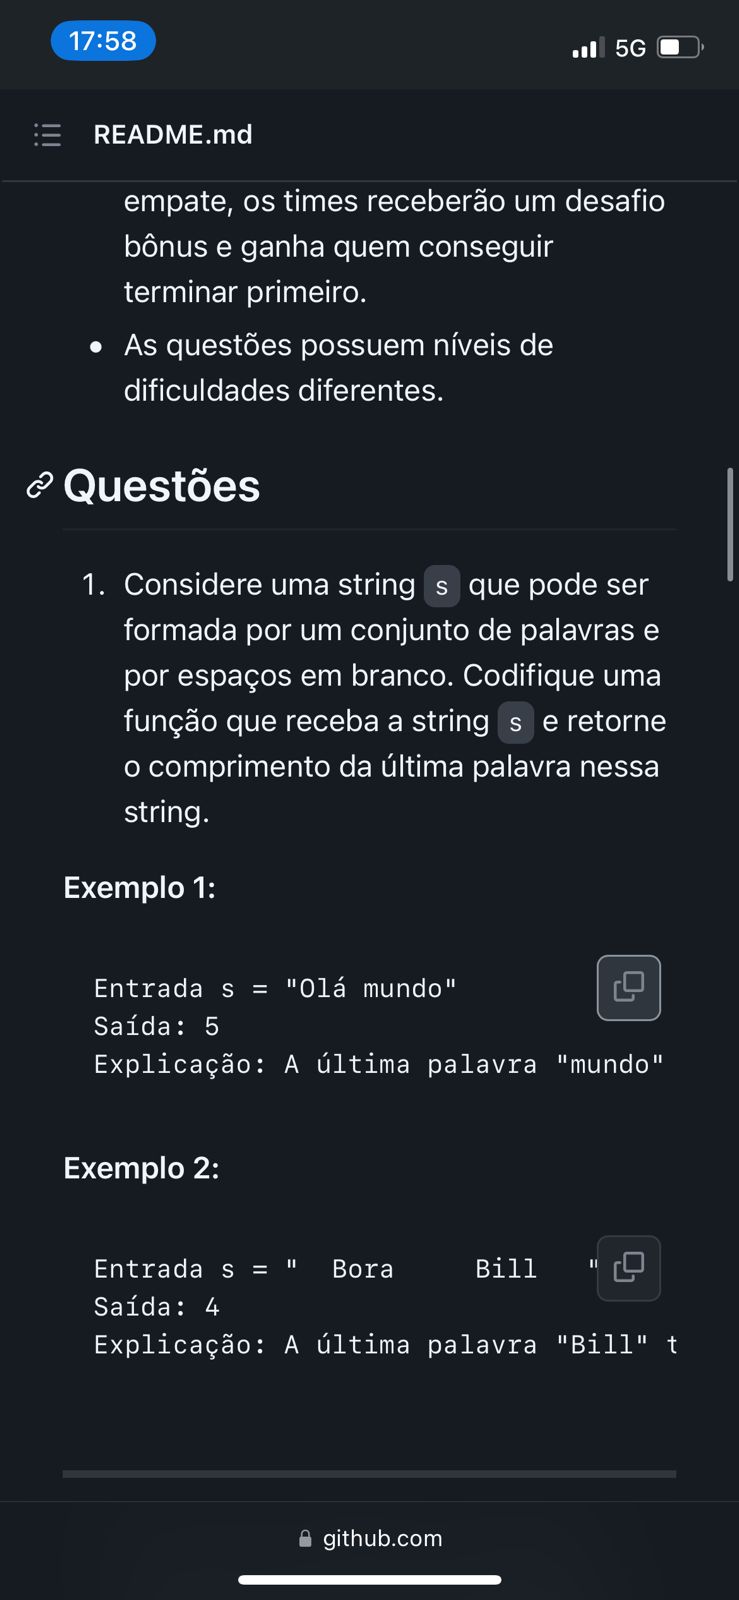 17:58
5G
README.md
empate, os times receberão um desafio
bônus e ganha quem conseguir
terminar primeiro.
• As questões possuem níveis de
dificuldades diferentes.
Questões
1. Considere uma string s que pode ser
formada por um conjunto de palavras e
por espaços em branco. Codifique uma
função que receba a string s e retorne
o comprimento da última palavra nessa
string.
Exemplo 1:
Entrada s = "Olá mundo"
Saída: 5
Explicação: A última palavra "mundo"
Exemplo 2:
Entrada s = "  Bora     Bill   "
Saída: 4
Explicação: A última palavra "Bill" t
github.com